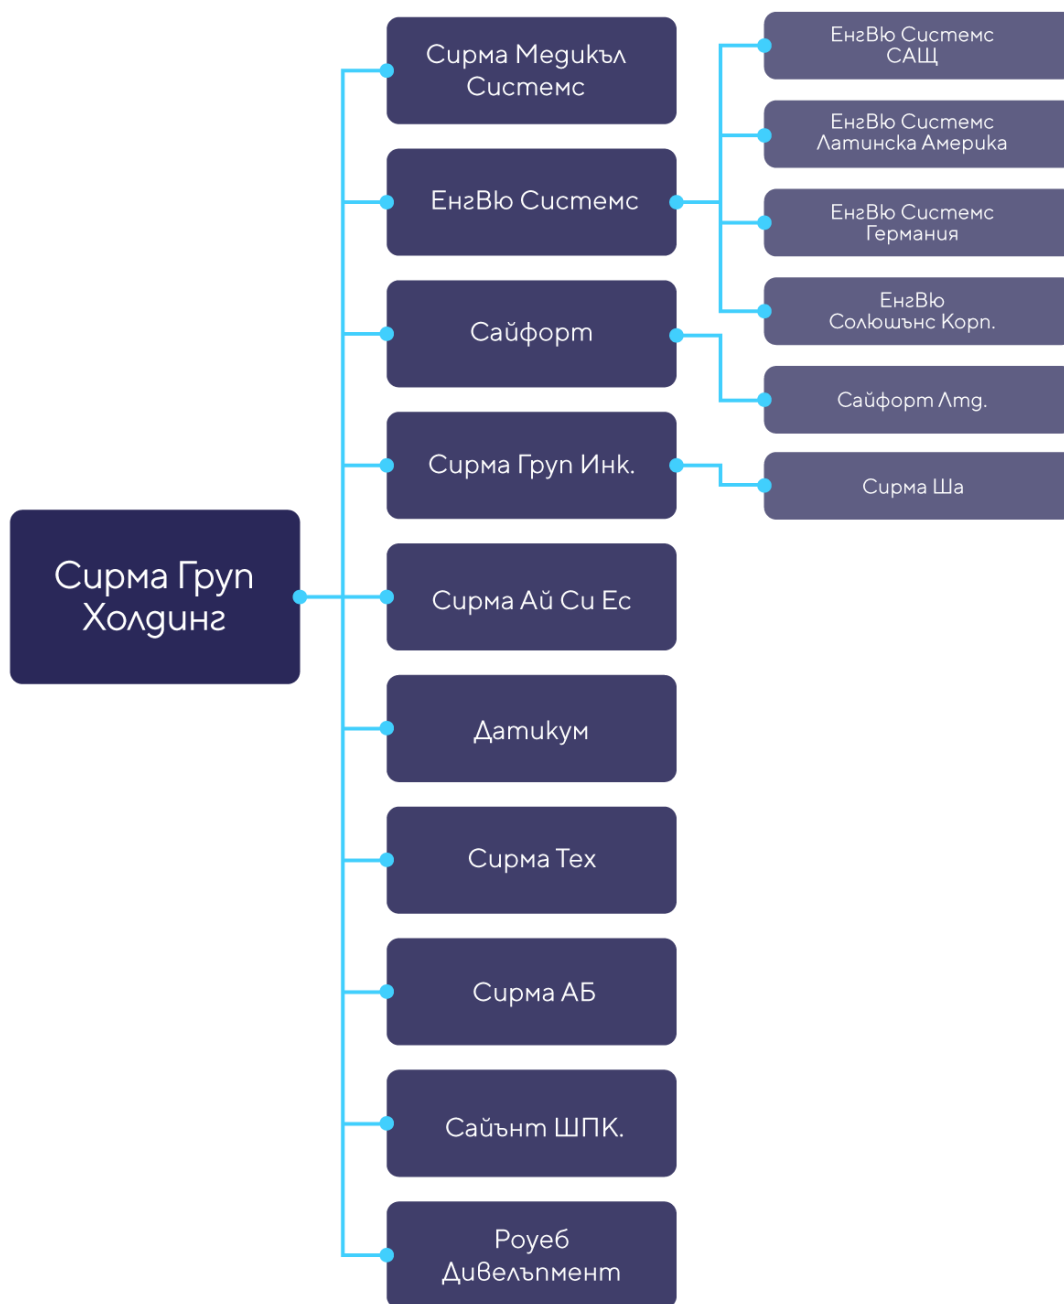 Сирма Груп
Холдинг
Сирма Медикъл
Системс
ЕнгВю Системс
Сайфорт
Сирма Груп Инк.
Сирма Ай Си Ес
Датикум
Сирма Тех
Сирма АБ
Сайънт ШПК.
Роуеб
Дивелъпмент
ЕнгВю Системс
САЩ
ЕнгВю Системс
Латинска Америка
ЕнгВю Системс
Германия
ЕнгВю
Солюшънс Корп.
Сайфорт Лтд.
Сирма Ша